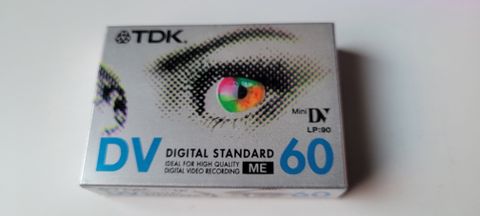 TDK.
Mini DV
LP:90
DV DIGITAL STANDARD 60
IDEAL FOR HIGH QUALITY
DIGITAL VIDEO RECORDING ME